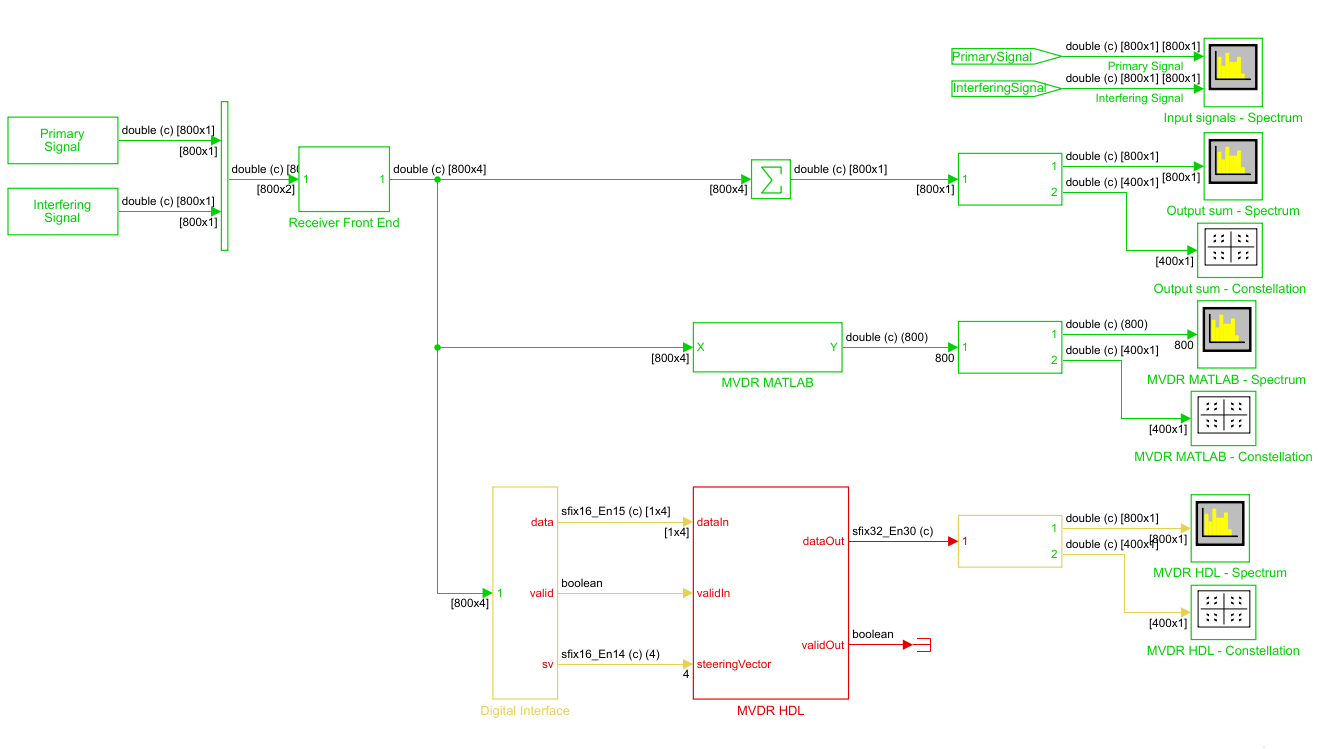 PrimarySignal
double (c) [800x1] [800x1]
Primary Signal
InterferingSignal
double (c) [800x1] [800x1]
Interfering Signal
Input signals - Spectrum
Primary
Signal
double (c) [800x1]
[800x1]
Interfering
Signal
double (c) [800x1]
[800x1]
double (c) [80
[800x2]
1
1
Receiver Front End
double (c) [800x4]
[800x4]
Σ
double (c) [800x1]
[800x1]
1
1
2
double (c) [800x1]
[800x1]
double (c) [400x1]
Output sum - Spectrum
[400x1]
Output sum - Constellation
[800x4]
X
Y
MVDR MATLAB
double (c) (800)
800
1
1
2
double (c) (800)
800
double (c) [400x1]
MVDR MATLAB - Spectrum
[400x1]
MVDR MATLAB - Constellation
[800x4]
1
data
valid
sv
Digital Interface
sfix16_En15 (c) [1x4]
[1x4]
boolean
sfix16_En14 (c) (4)
4
dataIn
validIn
steeringVector
dataOut
validOut
MVDR HDL
sfix32_En30 (c)
boolean
1
1
2
double (c) [800x1]
[800x1]
double (c) [400x1]
MVDR HDL - Spectrum
[400x1]
MVDR HDL - Constellation